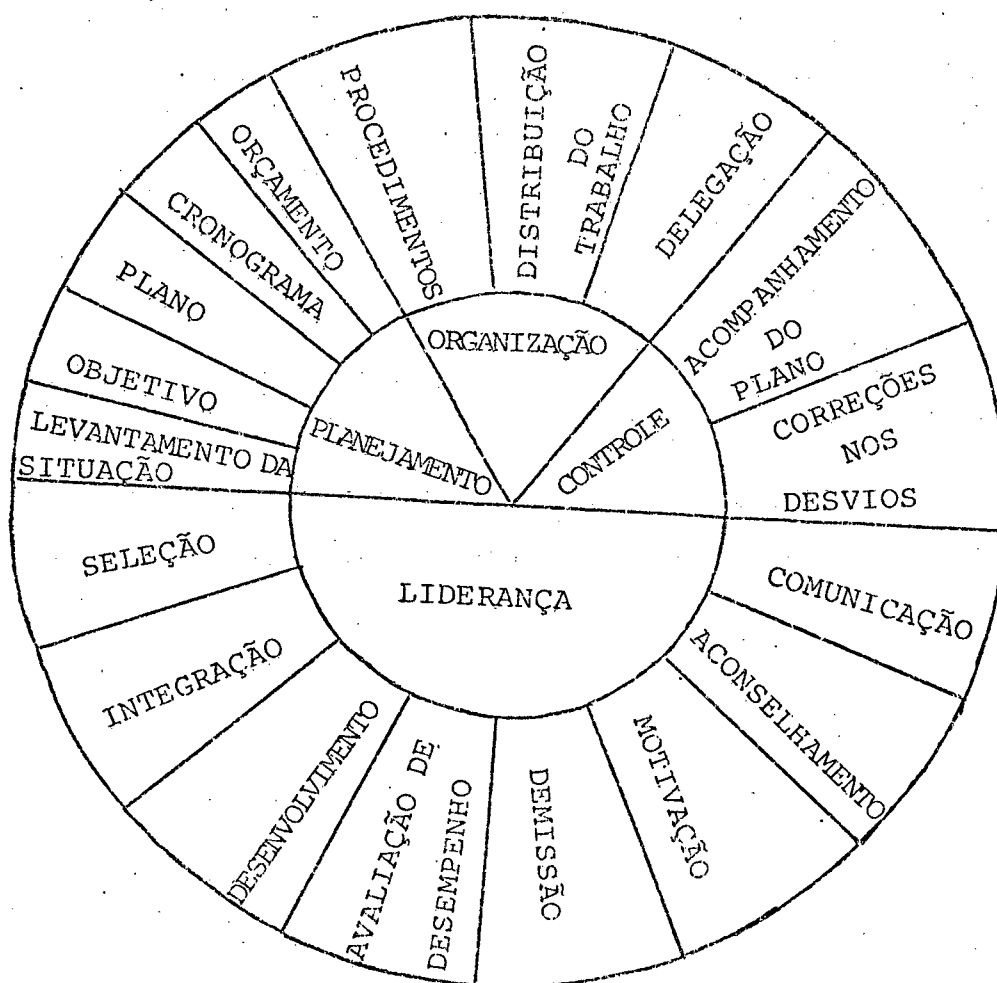 PROCEDIMENTOS
DISTRIBUIÇÃO
DO
TRABALHO
DELEGAÇÃO
ACOMPANHAMENTO
DO
PLANO
CORREÇÕES
NOS
DESVIOS
COMUNICAÇÃO
ACONSELHAMENTO
MOTIVAÇÃO
DEMISSÃO
AVALIAÇÃO DE
DESEMPENHO
DESENVOLVIMENTO
INTEGRAÇÃO
SELEÇÃO
LEVANTAMENTO DA
SITUAÇÃO
OBJETIVO
PLANO
CRONOGRAMA
ORÇAMENTO
ORGANIZAÇÃO
PLANEJAMENTO
CONTROLE
LIDERANÇA